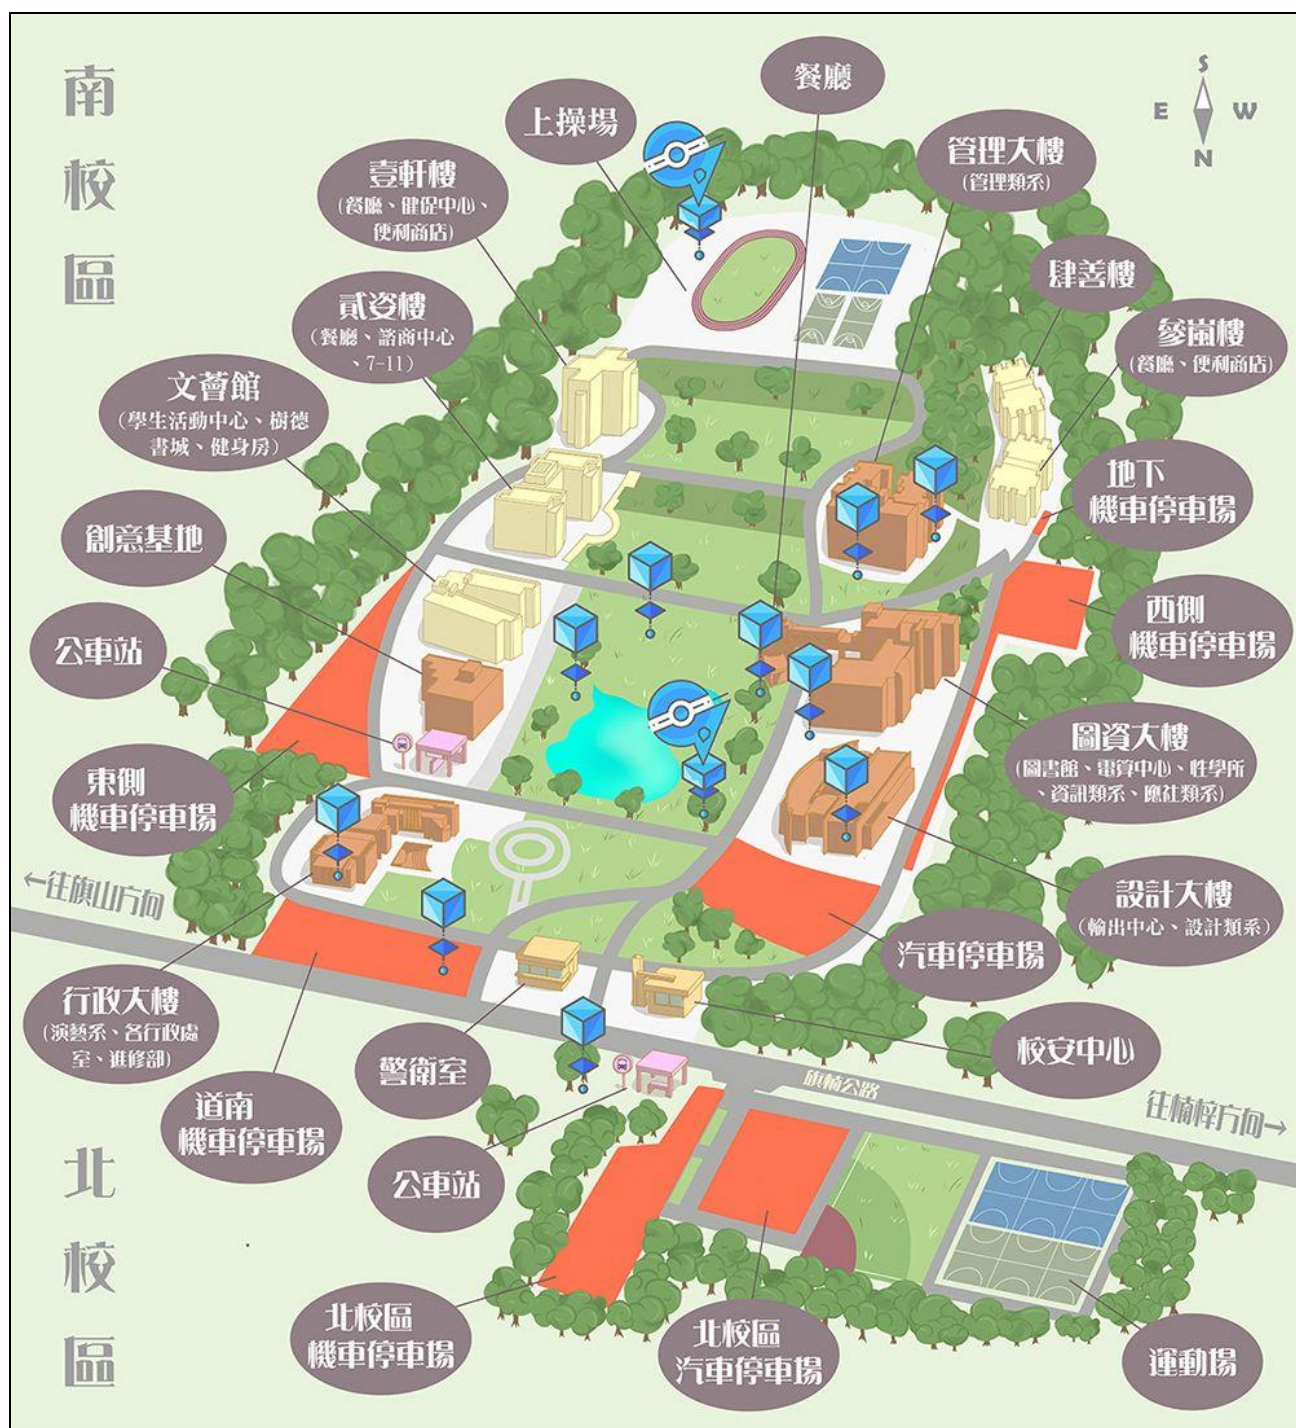 南
校
區
餐廳
上操場
S
E
W
N
管理大樓
(管理類系)
壹軒樓
(餐廳、健促中心、
便利商店)
肆善樓
貳姿樓
(餐廳、諮商中心
、7-11)
參嵐樓
(餐廳、便利商店)
文薈館
(學生活動中心、樹德
書城、健身房)
地下
機車停車場
創意基地
西側
機車停車場
公車站
圖資大樓
(圖書館、電算中心、性學所
、資訊類系、應社類系)
東側
機車停車場
←往旗山方向
設計大樓
(輸出中心、設計類系)
汽車停車場
行政大樓
(演藝系、各行政處
室、進修部)
警衛室
校安中心
旗楠公路
往楠梓方向→
道南
機車停車場
公車站
北
校
區
北校區
機車停車場
北校區
汽車停車場
運動場